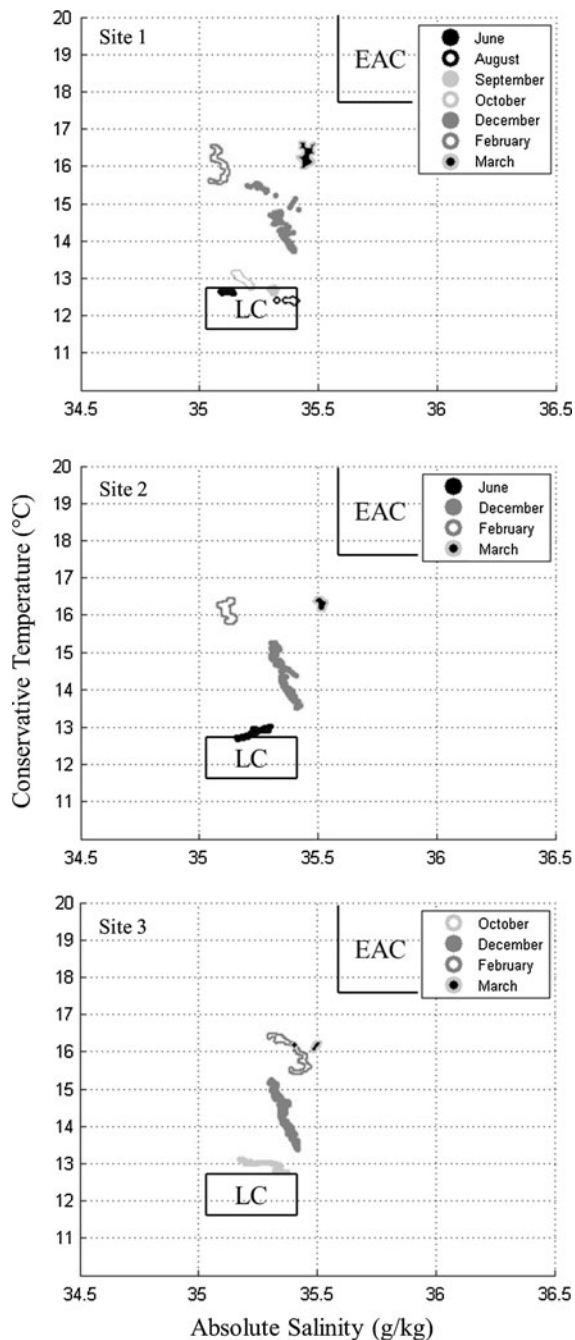 Site 1
EAC
June
August
September
October
December
February
March
LC
20
19
18
17
16
15
14
13
12
11
34.5 35 35.5 36 36.5
Conservative Temperature (°C)
Site 2
EAC
June
December
February
March
LC
20
19
18
17
16
15
14
13
12
11
34.5 35 35.5 36 36.5
Site 3
EAC
October
December
February
March
LC
20
19
18
17
16
15
14
13
12
11
34.5 35 35.5 36 36.5
Absolute Salinity (g/kg)